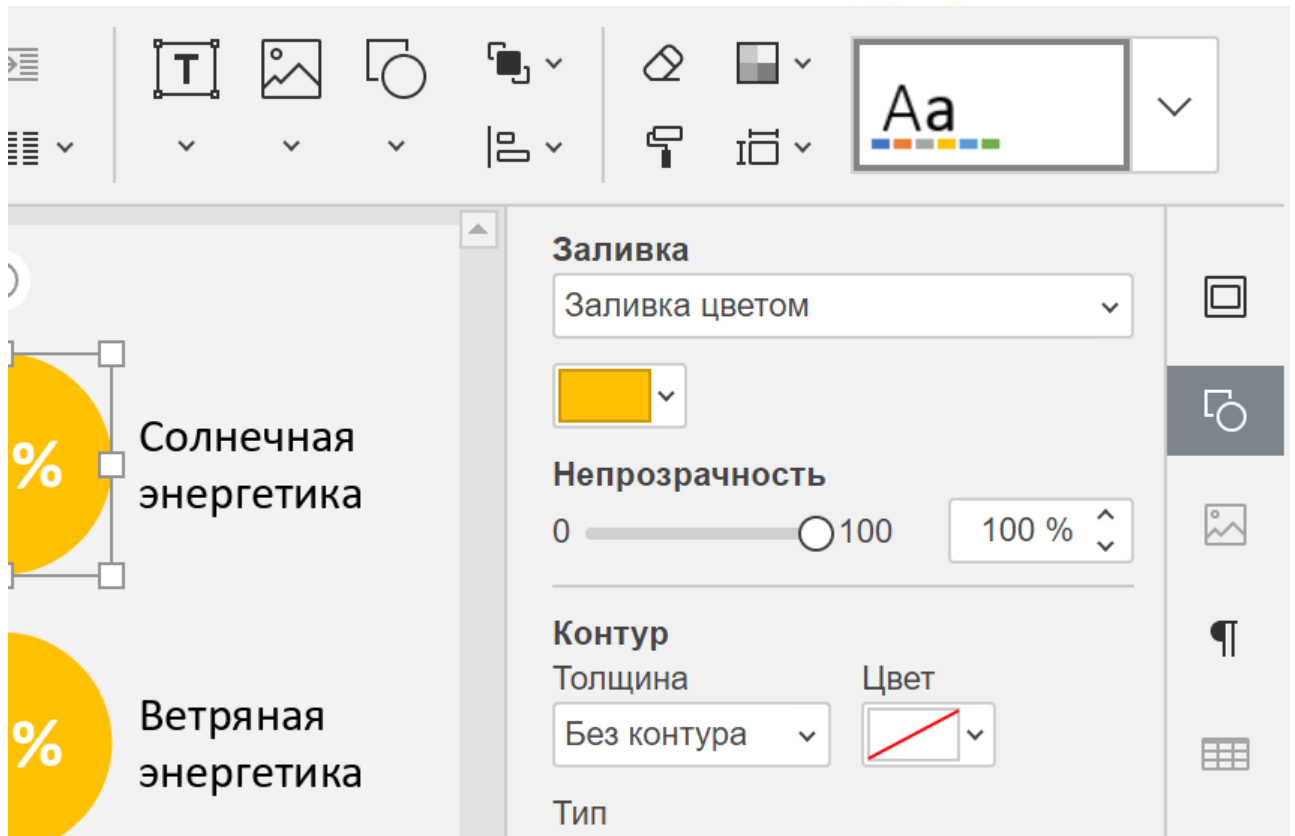 T
Aa
Заливка
Заливка цветом
%
Солнечная
энергетика
Непрозрачность
0 100 100 %
Контур
Толщина Цвет
Без контура
%
Ветряная
энергетика
Тип